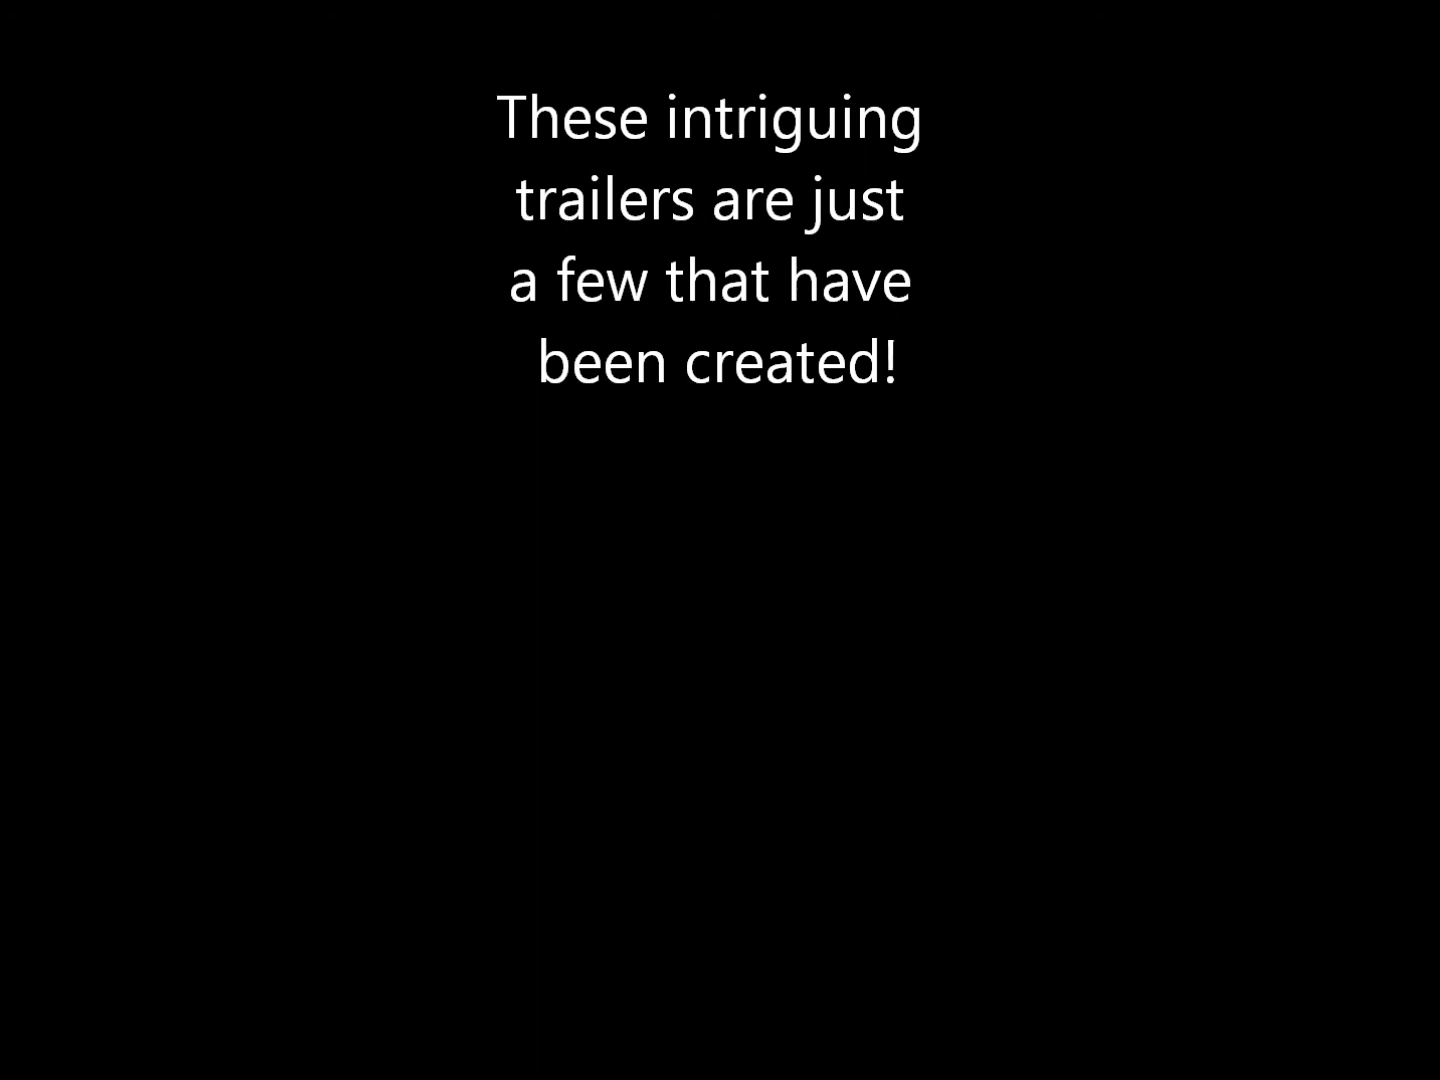 These intriguing
trailers are just
a few that have
been created!